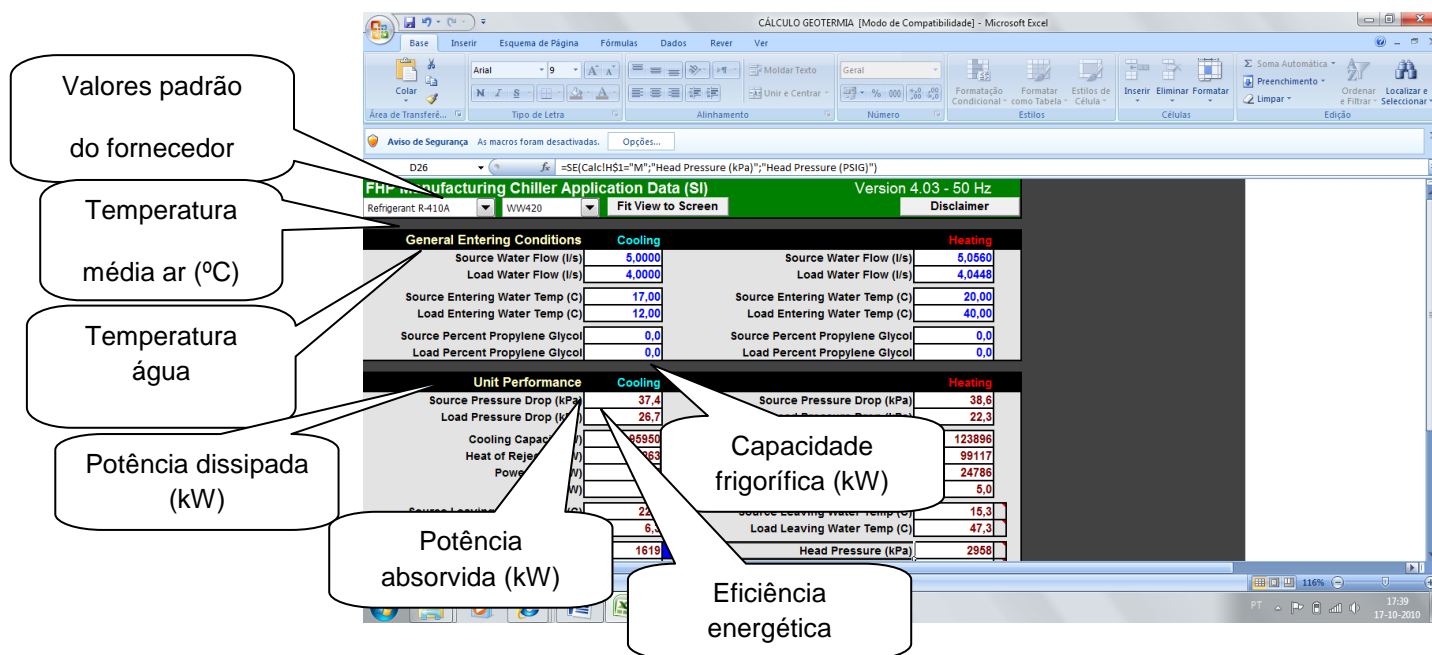 CÁLCULO GEOTERMIA [Modo de Compatibilidade] - Microsoft Excel
Base Inserir Esquema de Página Fórmulas Dados Rever Ver
Colar
Arial 9
Moldar Texto
Geral
Soma Automática
Preenchimento
N I S
Unir e Centrar
% 000
Formatação Condicional
Formatar como Tabela
Estilos de Célula
Inserir Eliminar Formatar
Limpar
Ordenar e Filtrar
Localizar e Seleccionar
Área de Transferê... Tipo de Letra Alinhamento Número Estilos Células Edição
Aviso de Segurança As macros foram desactivadas. Opções...
D26 fx =SE(Calc!H$1="M";"Head Pressure (kPa)";"Head Pressure (PSIG)")
FHP Manufacturing Chiller Application Data (SI) Version 4.03 - 50 Hz
Refrigerant R-410A WW420 Fit View to Screen Disclaimer
General Entering Conditions Cooling Heating
Source Water Flow (l/s) 5,0000 Source Water Flow (l/s) 5,0560
Load Water Flow (l/s) 4,0000 Load Water Flow (l/s) 4,0448
Source Entering Water Temp (C) 17,00 Source Entering Water Temp (C) 20,00
Load Entering Water Temp (C) 12,00 Load Entering Water Temp (C) 40,00
Source Percent Propylene Glycol 0,0 Source Percent Propylene Glycol 0,0
Load Percent Propylene Glycol 0,0 Load Percent Propylene Glycol 0,0
Unit Performance Cooling Heating
Source Pressure Drop (kPa) 37,4 Source Pressure Drop (kPa) 38,6
Load Pressure Drop 26,7 22,3
Cooling 95950 123896
Heat of 99117
24786
5,0
15,3
6,3 Load Leaving Water Temp (C) 47,3
1619 Head Pressure (kPa) 2958
116%
PT 17:39
17-10-2010
Valores padrão
do fornecedor
Temperatura
média ar (ºC)
Temperatura
água
Potência dissipada
(kW)
Potência
absorvida (kW)
Eficiência
energética
Capacidade
frigorífica (kW)